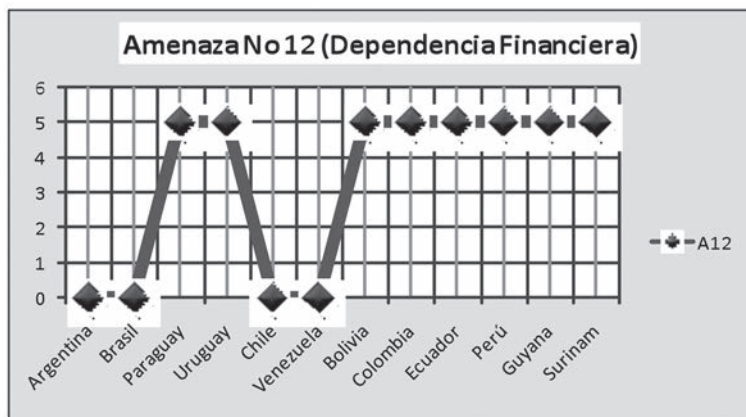 Amenaza No 12 (Dependencia Financiera)
6
5
4
3
2
1
0
Argentina
Brasil
Paraguay
Uruguay
Chile
Venezuela
Bolivia
Colombia
Ecuador
Perú
Guyana
Surinam
A12